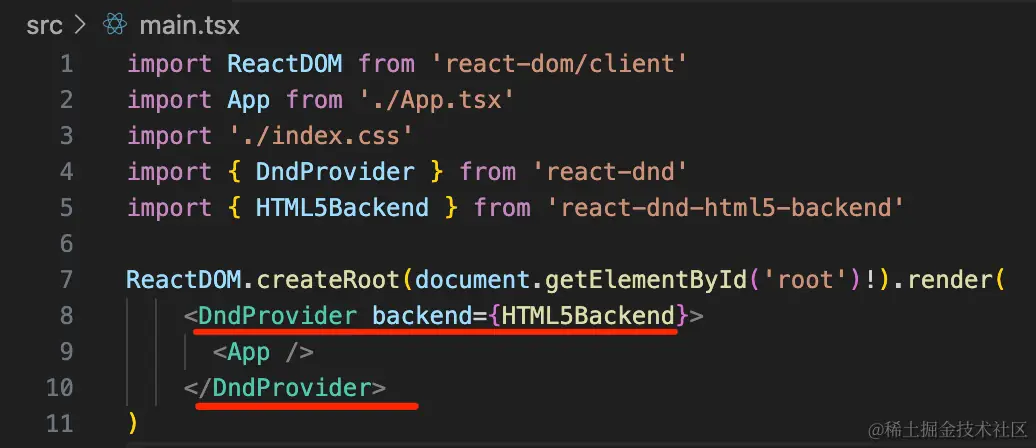 src > main.tsx
1 import ReactDOM from 'react-dom/client'
2 import App from './App.tsx'
3 import './index.css'
4 import { DndProvider } from 'react-dnd'
5 import { HTML5Backend } from 'react-dnd-html5-backend'
6
7 ReactDOM.createRoot(document.getElementById('root')!).render(
8     <DndProvider backend={HTML5Backend}>
9       <App />
10     </DndProvider>
11 )
@稀土掘金技术社区